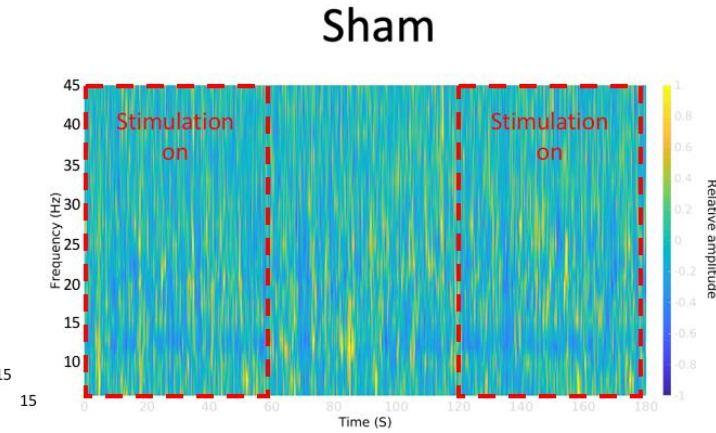 Sham
45
40
35
30
25
20
15
10
Frequency (Hz)
Stimulation
on
Stimulation
on
0 20 40 60 80 100 120 140 160 180
Time (S)
1
0.8
0.6
0.4
0.2
0
-0.2
-0.4
-0.6
-0.8
-1
Relative amplitude
15
15